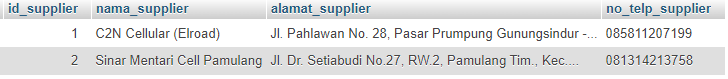 id_supplier nama_supplier alamat_supplier no_telp_supplier
1 C2N Cellular (Elroad) Jl. Pahlawan No. 28, Pasar Prumpung Gunungsindur -... 085811207199
2 Sinar Mentari Cell Pamulang Jl. Dr. Setiabudi No.27, RW.2, Pamulang Tim., Kec.... 081314213758